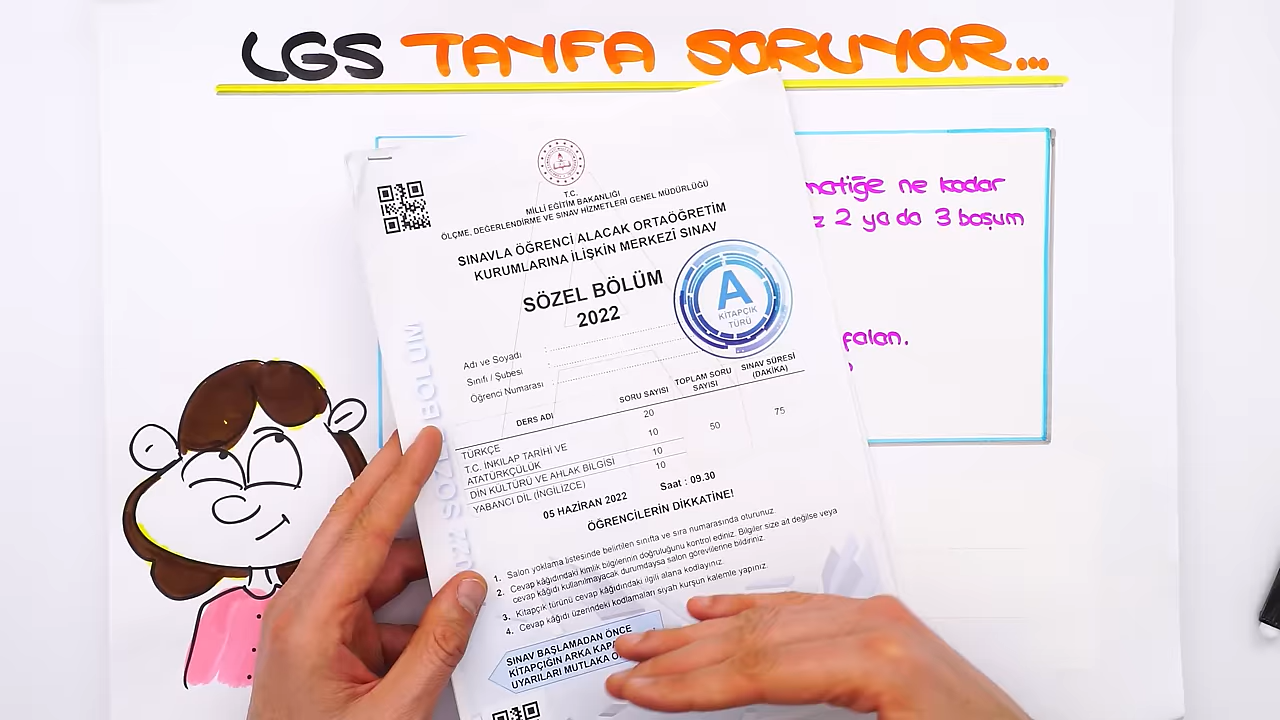 LGS TAYFA SORUYOR...
T.C.
MİLLİ EĞİTİM BAKANLIĞI
ÖLÇME, DEĞERLENDİRME VE SINAV HİZMETLERİ GENEL MÜDÜRLÜĞÜ
SINAVLA ÖĞRENCİ ALACAK ORTAÖĞRETİM
KURUMLARINA İLİŞKİN MERKEZİ SINAV
SÖZEL BÖLÜM
2022
A
KİTAPÇIK
TÜRÜ
Adı ve Soyadı :
Sınıfı / Şubesi :
Öğrenci Numarası :
DERS ADI SORU SAYISI TOPLAM SORU SAYISI SINAV SÜRESİ (DAKİKA)
TÜRKÇE 20
T.C. İNKILAP TARİHİ VE ATATÜRKÇÜLÜK 10
DİN KÜLTÜRÜ VE AHLAK BİLGİSİ 10
YABANCI DİL (İNGİLİZCE) 10
50 75
05 HAZİRAN 2022 Saat : 09.30
ÖĞRENCİLERİN DİKKATİNE!
1. Salon yoklama listesinde belirtilen sınıfta ve sıra numarasında oturunuz.
2. Cevap kâğıdındaki kimlik bilgilerinin doğruluğunu kontrol ediniz. Bilgiler size ait değilse veya
cevap kâğıdı kullanılmayacak durumdaysa salon görevlilerine bildiriniz.
3. Kitapçık türünü cevap kâğıdındaki ilgili alana kodlayınız.
4. Cevap kâğıdı üzerindeki kodlamaları siyah kurşun kalemle yapınız.
SINAV BAŞLAMADAN ÖNCE
KİTAPÇIĞIN ARKA
UYARILARI MUTLAKA
ne kadar
2 ya da 3 boşum
falan.